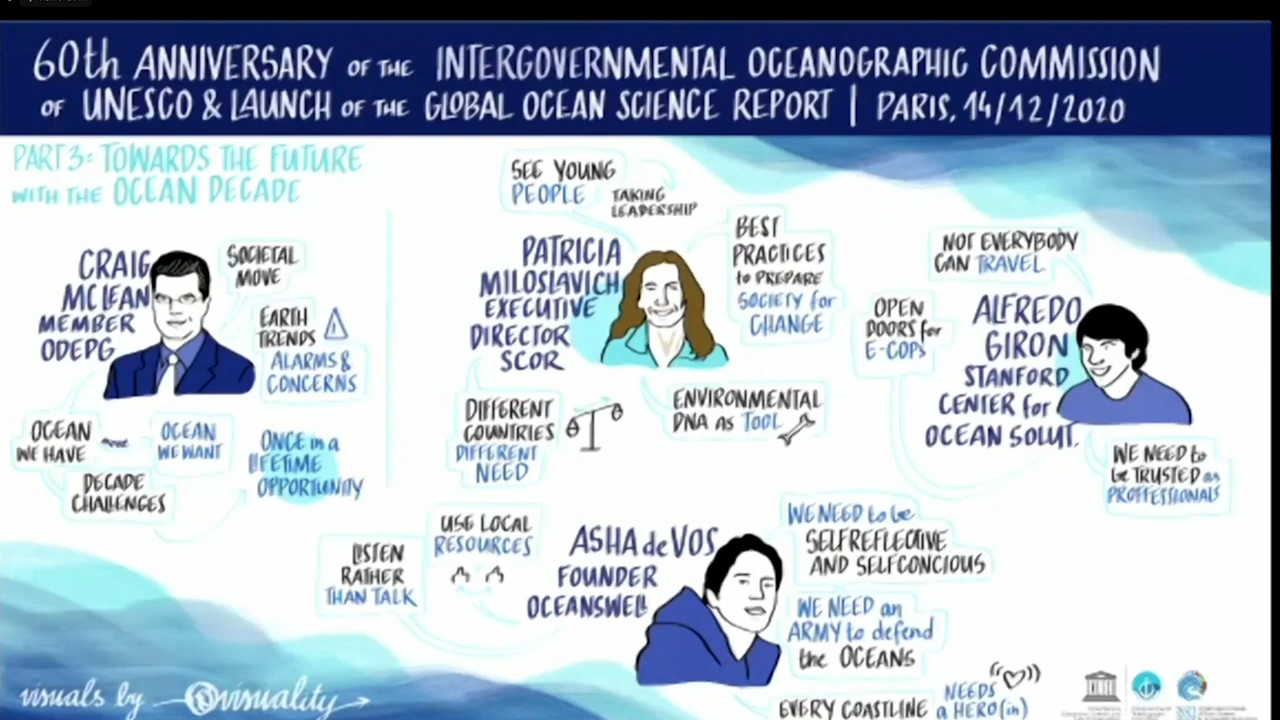 60th ANNIVERSARY OF THE INTERGOVERNMENTAL OCEANOGRAPHIC COMMISSION
OF UNESCO & LAUNCH OF THE GLOBAL OCEAN SCIENCE REPORT | PARIS, 14/12/2020
PART 3: TOWARDS THE FUTURE
WITH THE OCEAN DECADE
CRAIG
MCLEAN
MEMBER
ODEPG
SOCIETAL
MOVE
EARTH
TRENDS
ALARMS &
CONCERNS
OCEAN
WE HAVE
OCEAN
WE WANT
DECADE
CHALLENGES
ONCE in a
LIFETIME
OPPORTUNITY
SEE YOUNG
PEOPLE
TAKING
LEADERSHIP
PATRICIA
MILOSLAVICH
EXECUTIVE
DIRECTOR
SCOR
BEST
PRACTICES
to PREPARE
SOCIETY for
CHANGE
DIFFERENT
COUNTRIES
DIFFERENT
NEED
ENVIRONMENTAL
DNA AS TOOL
NOT EVERYBODY
CAN TRAVEL
OPEN
DOORS for
E-COPs
ALFREDO
GIRON
STANFORD
CENTER for
OCEAN SOLUT.
WE NEED to
be TRUSTED as
PROFFESSIONALS
LISTEN
RATHER
THAN TALK
USE LOCAL
RESOURCES
ASHA de VOS
FOUNDER
OCEANSWELL
WE NEED to be
SELFREFLECTIVE
AND SELFCONCIOUS
WE NEED an
ARMY to defend
the OCEANS
EVERY COASTLINE NEEDS
a HERO(in)
visuals by visuality